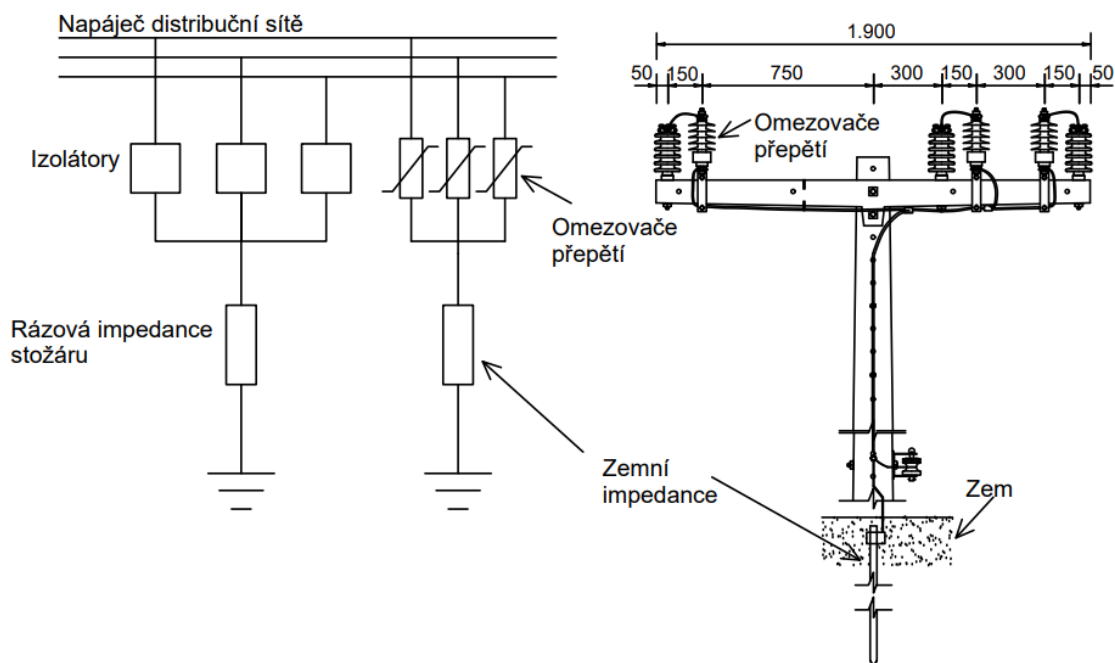 Napáječ distribuční sítě
Izolátory
Omezovače
přepětí
Rázová impedance
stožáru
Zemní
impedance
1.900
50 150 750 300 150 300 150 50
Omezovače
přepětí
Zem